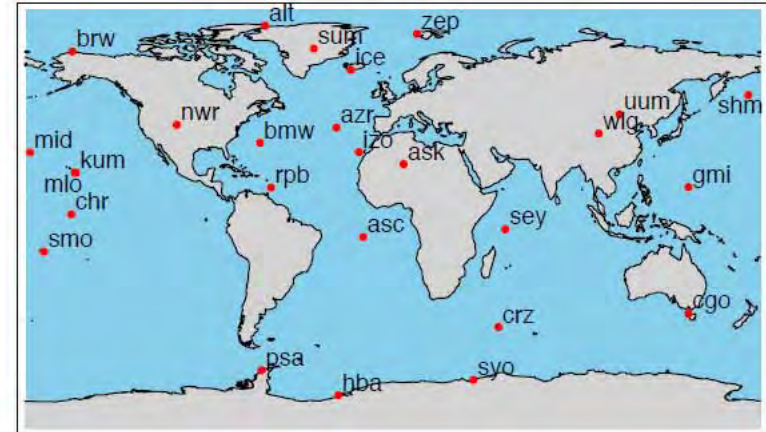 alt
zep
brw
sum
ice
uum
shm
nwr
azr
wlg
bmw
mid
izo
ask
kum
mlo
rpb
gmi
chr
asc
sey
smo
cgo
crz
psa
hba
syo